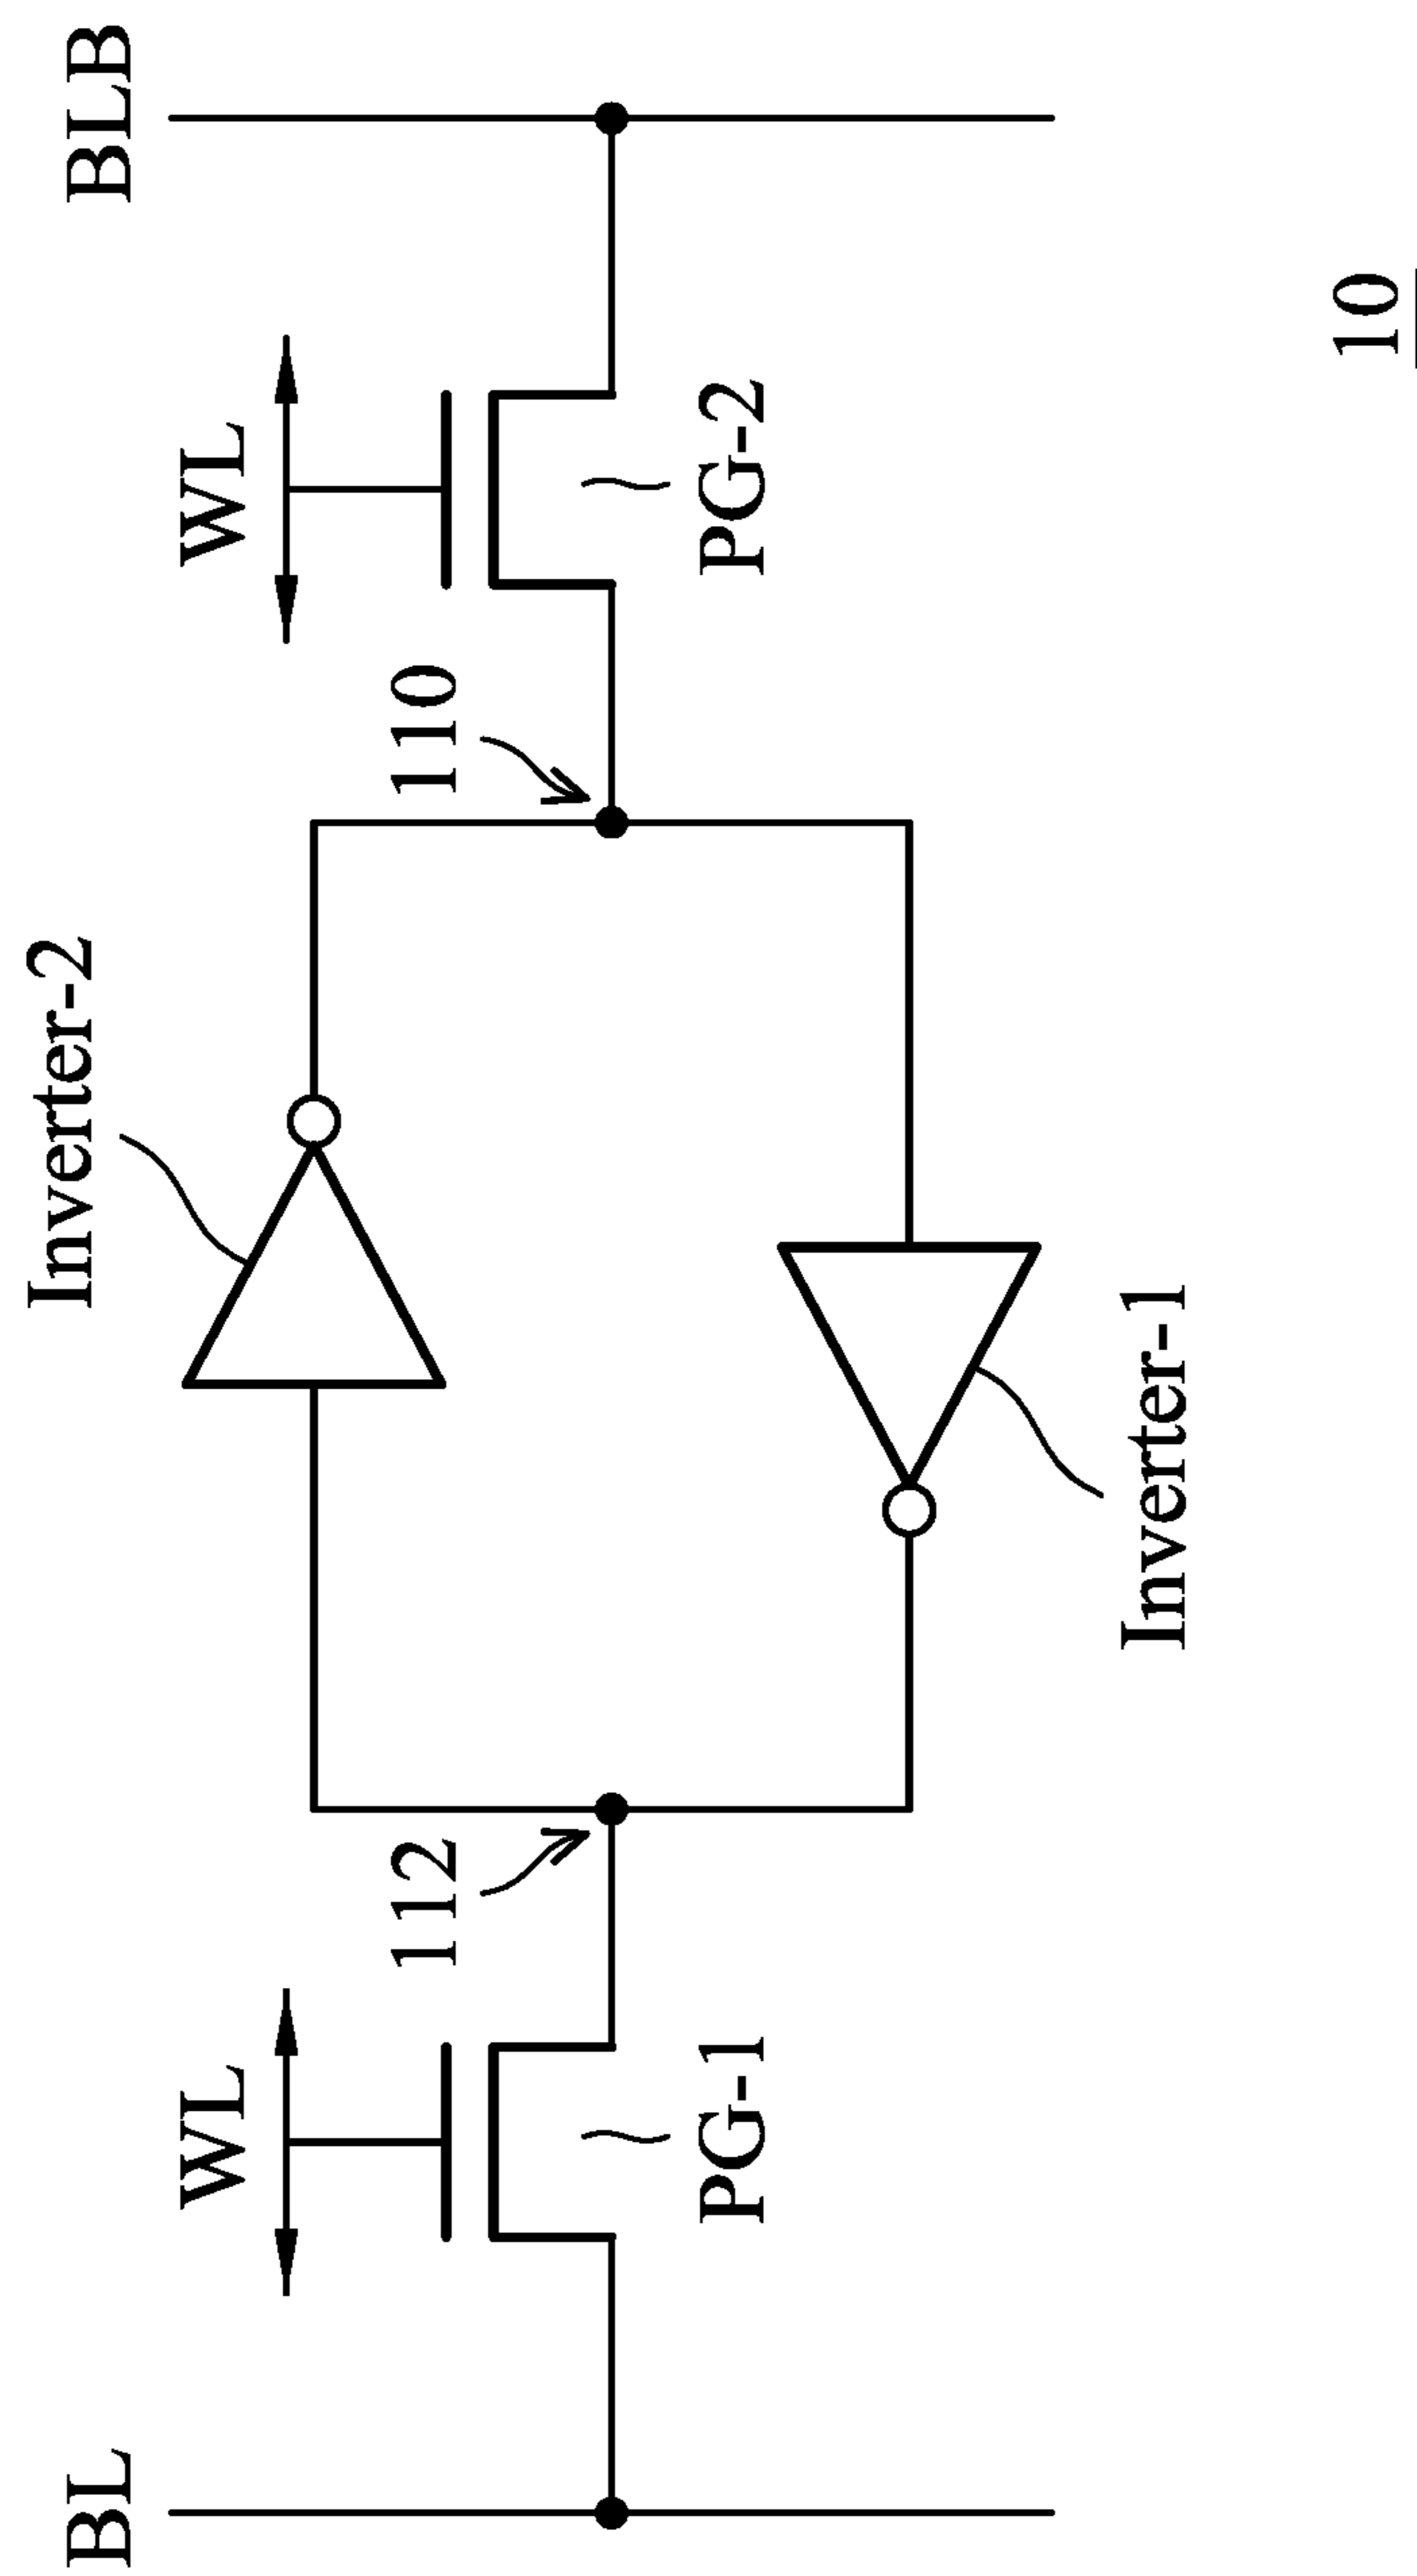 Inverter-2
BL
WL
112
110
WL
BLB
PG-1
PG-2
Inverter-1
10